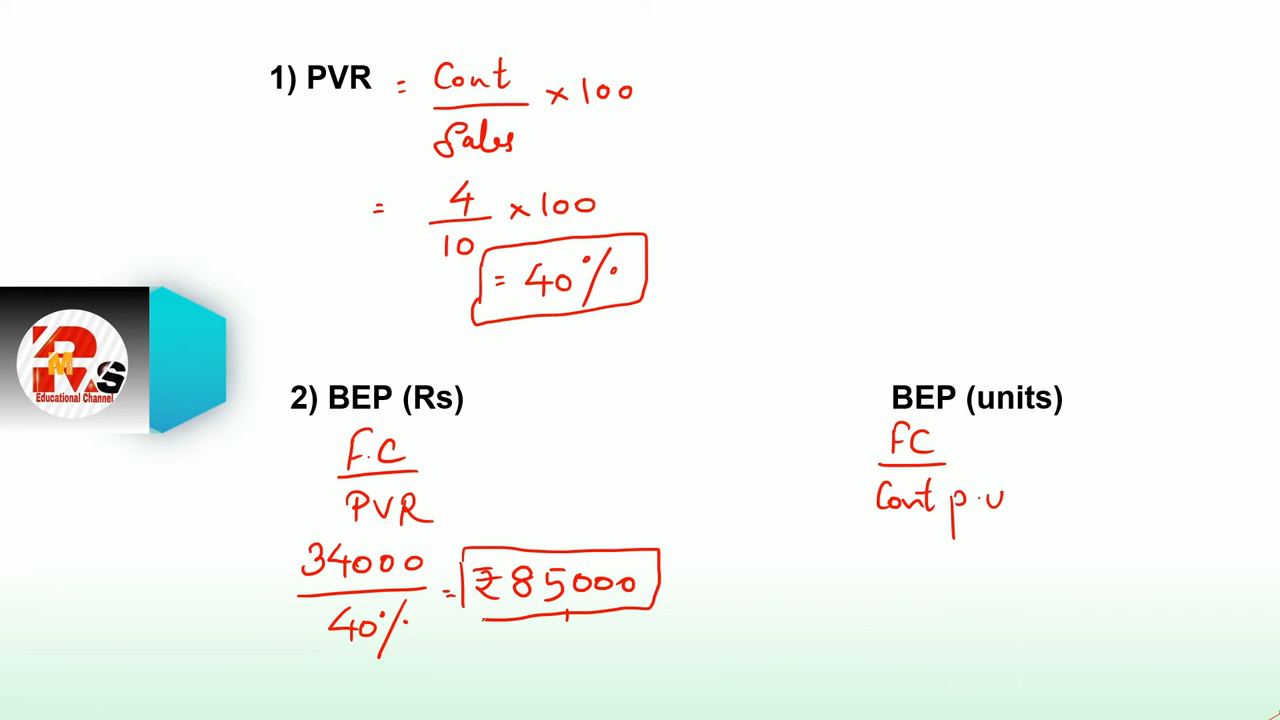 1) PVR = Cont / Sales × 100
= 4 / 10 × 100
= 40%
PMS
Educational Channel
2) BEP (Rs)
F.C / PVR
34000 / 40% = ₹85000
BEP (units)
FC / Cont p.u